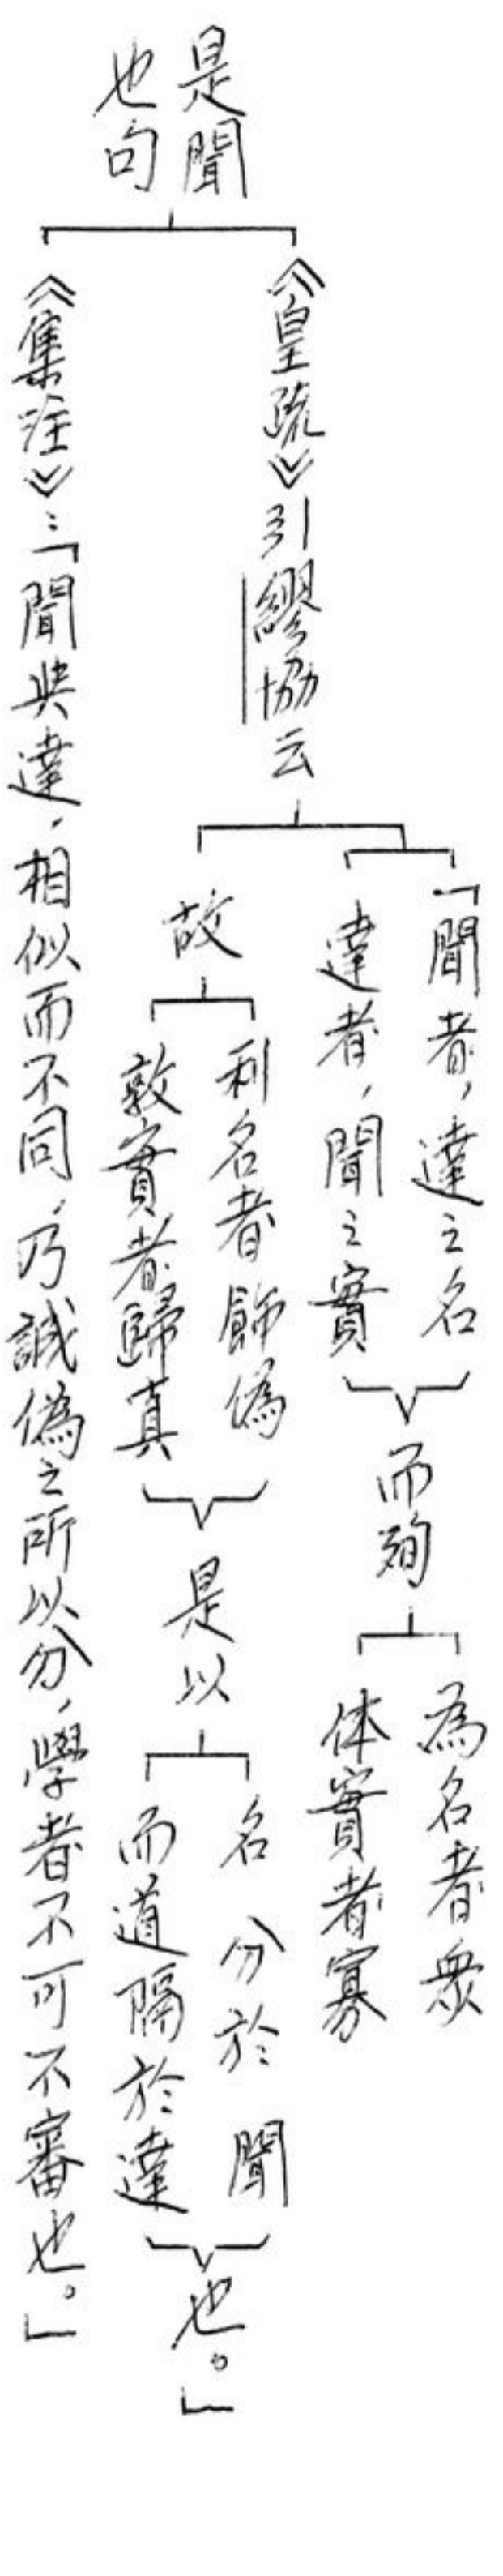 是聞
也句
《皇疏》引繆協云
「聞者，達之名
達者，聞之實
而殉
為名者衆
体實者寡
故
利名者飾偽
敦實者歸真
是以
名分於聞
而道隔於達
也。」
《集注》：「聞與達，相似而不同，乃誠偽之所以分，學者不可不審也。」